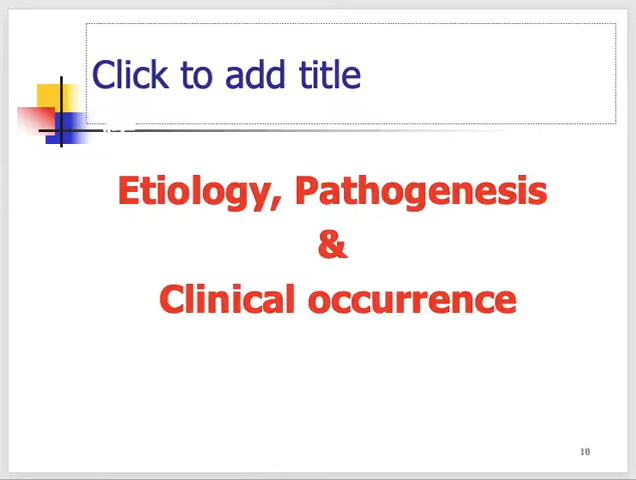 Click to add title
Etiology, Pathogenesis
&
Clinical occurrence
10